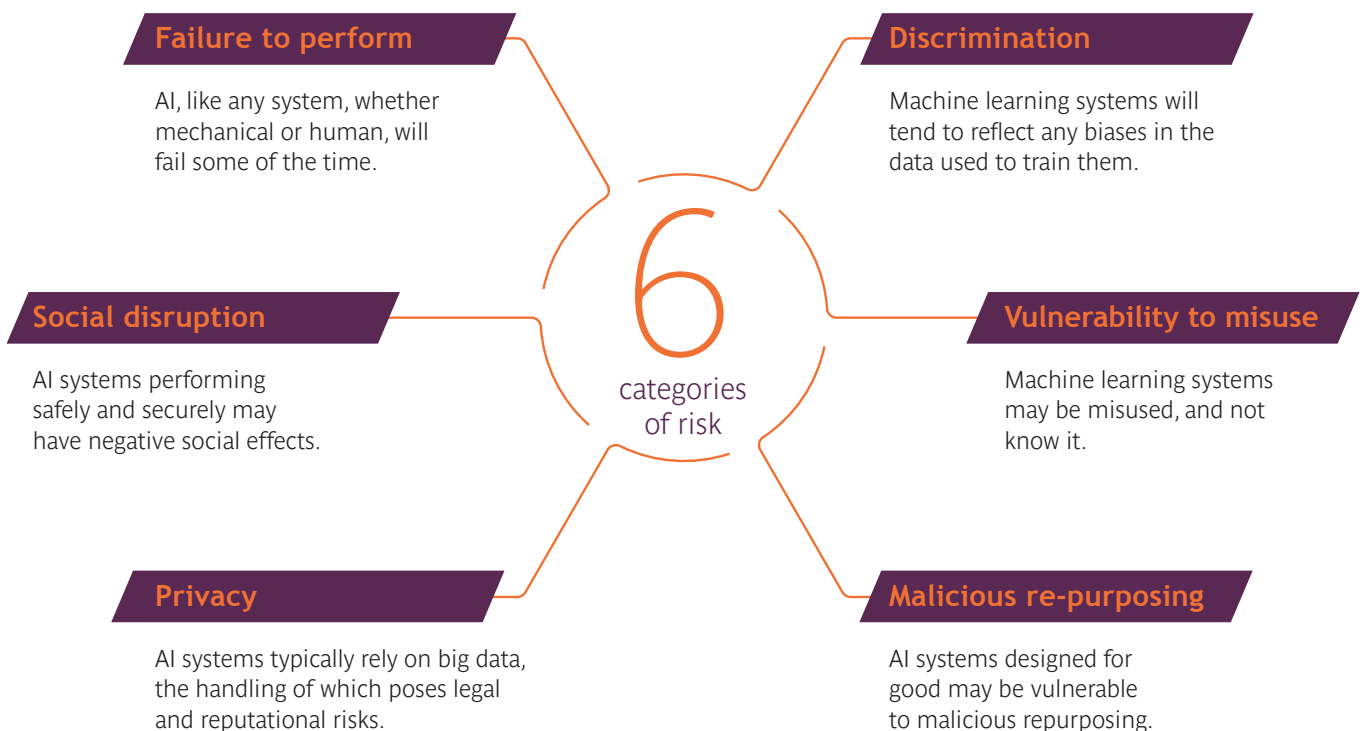 Failure to perform
AI, like any system, whether
mechanical or human, will
fail some of the time.
Discrimination
Machine learning systems will
tend to reflect any biases in the
data used to train them.
6
categories
of risk
Social disruption
AI systems performing
safely and securely may
have negative social effects.
Vulnerability to misuse
Machine learning systems
may be misused, and not
know it.
Privacy
AI systems typically rely on big data,
the handling of which poses legal
and reputational risks.
Malicious re-purposing
AI systems designed for
good may be vulnerable
to malicious repurposing.